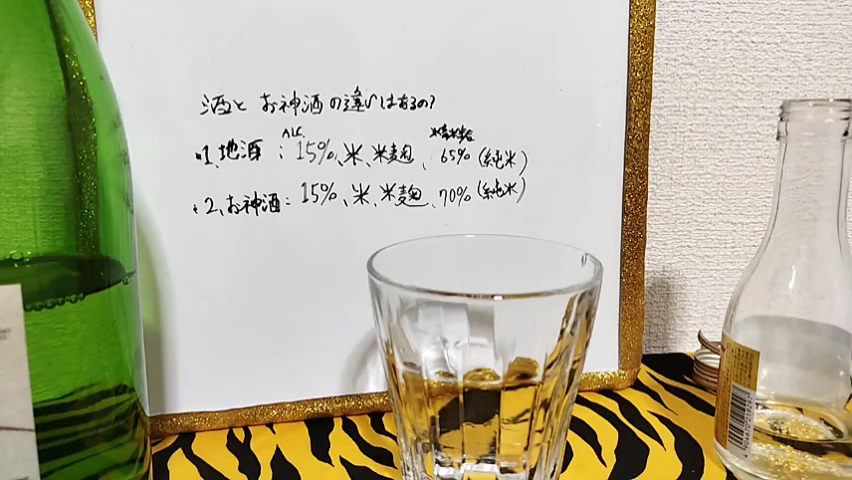 酒と お神酒の違いはあるの?
ALC. 精米歩合
・1、地酒 : 15%、米、米麹、65% (純米)
・2、お神酒 : 15%、米、米麹、70% (純米)